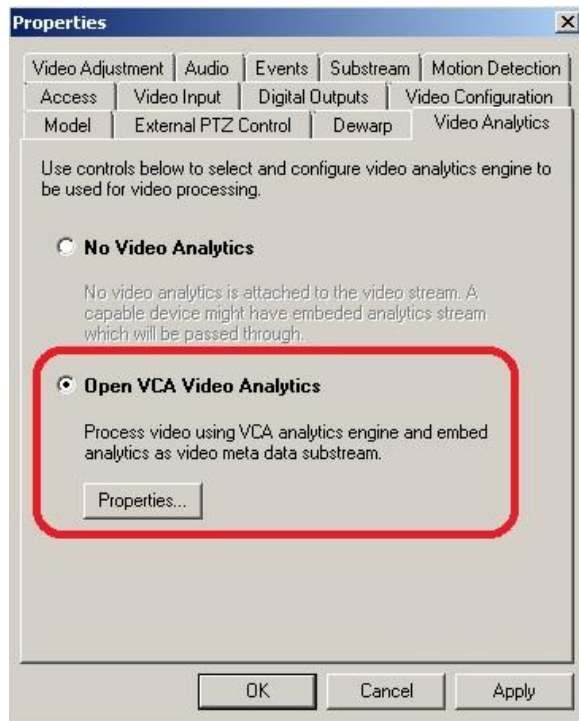 Properties
Video Adjustment Audio Events Substream Motion Detection
Access Video Input Digital Outputs Video Configuration
Model External PTZ Control Dewarp Video Analytics
Use controls below to select and configure video analytics engine to
be used for video processing.
No Video Analytics
No video analytics is attached to the video stream. A
capable device might have embeded analytics stream
which will be passed through.
Open VCA Video Analytics
Process video using VCA analytics engine and embed
analytics as video meta data substream.
Properties...
OK Cancel Apply